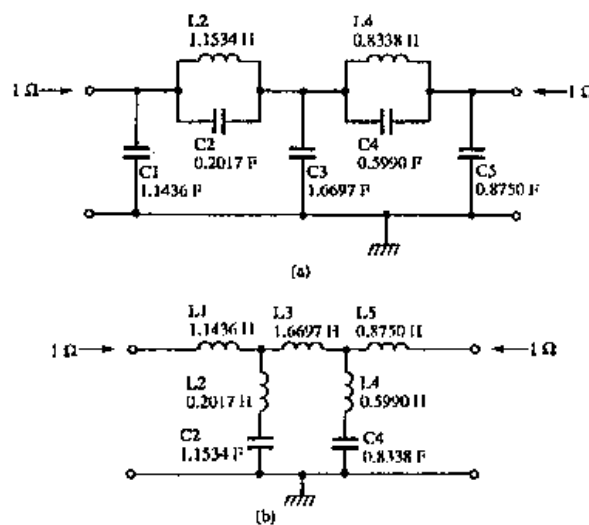 L2
1.1534 H
L4
0.8338 H
1 Ω
1 Ω
C2
0.2017 F
C4
0.5990 F
C1
1.1436 F
C3
1.6697 F
C5
0.8750 F
(a)
L1
1.1436 H
L3
1.6697 H
L5
0.8750 H
1 Ω
1 Ω
L2
0.2017 H
L4
0.5990 H
C2
1.1534 F
C4
0.8338 F
(b)